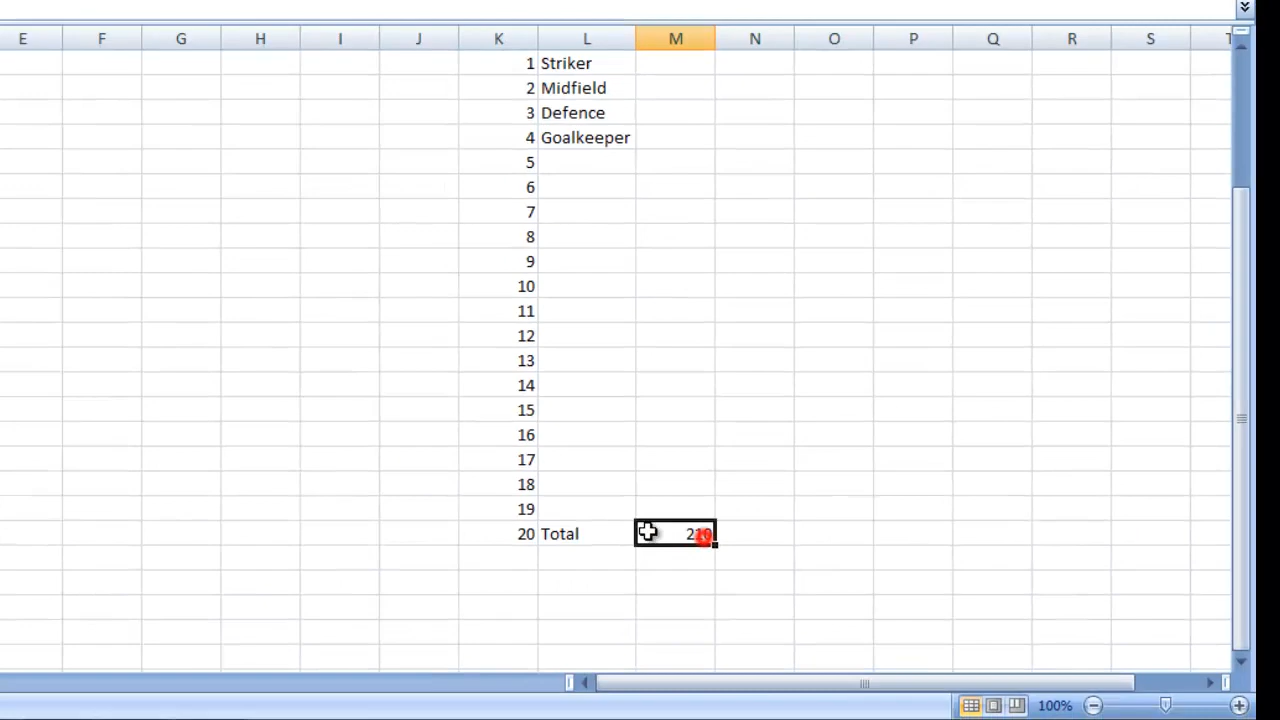 E F G H I J K L M N O P Q R S
1 Striker
2 Midfield
3 Defence
4 Goalkeeper
5
6
7
8
9
10
11
12
13
14
15
16
17
18
19
20 Total 210
100%